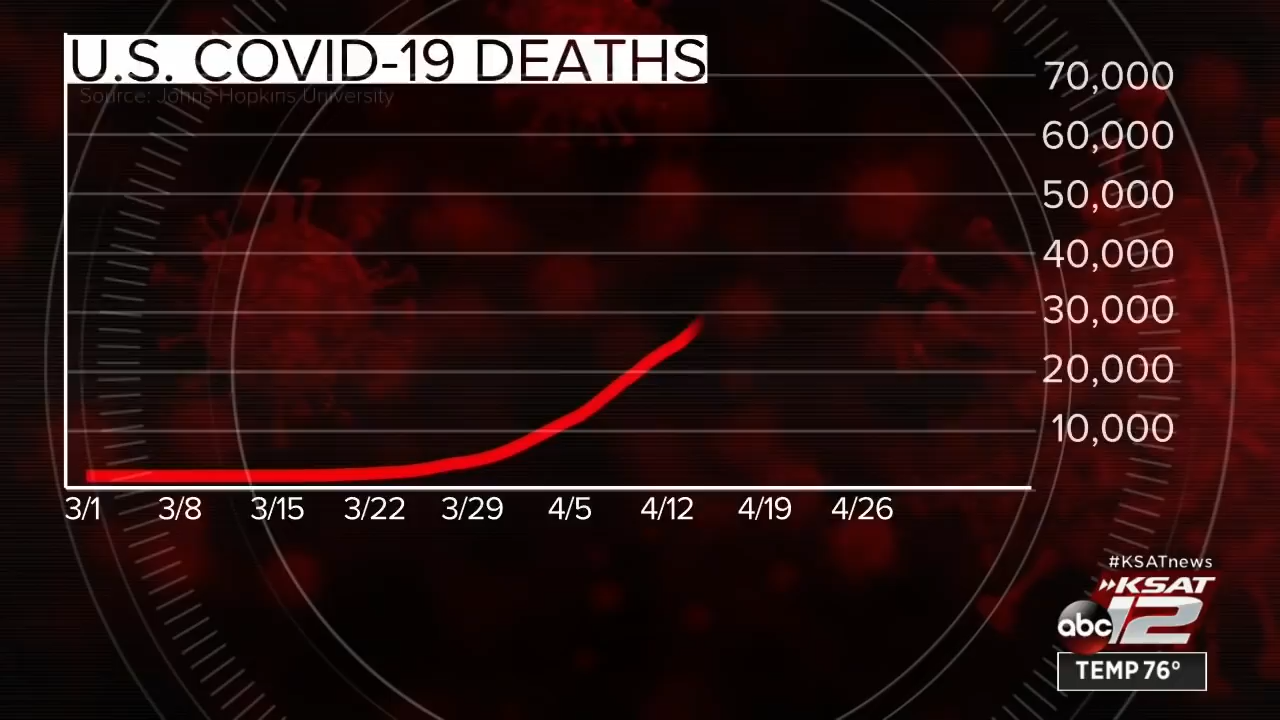 U.S. COVID-19 DEATHS
Source: Johns Hopkins University
70,000
60,000
50,000
40,000
30,000
20,000
10,000
3/1 3/8 3/15 3/22 3/29 4/5 4/12 4/19 4/26
#KSATnews
KSAT
abc 12
TEMP 76°